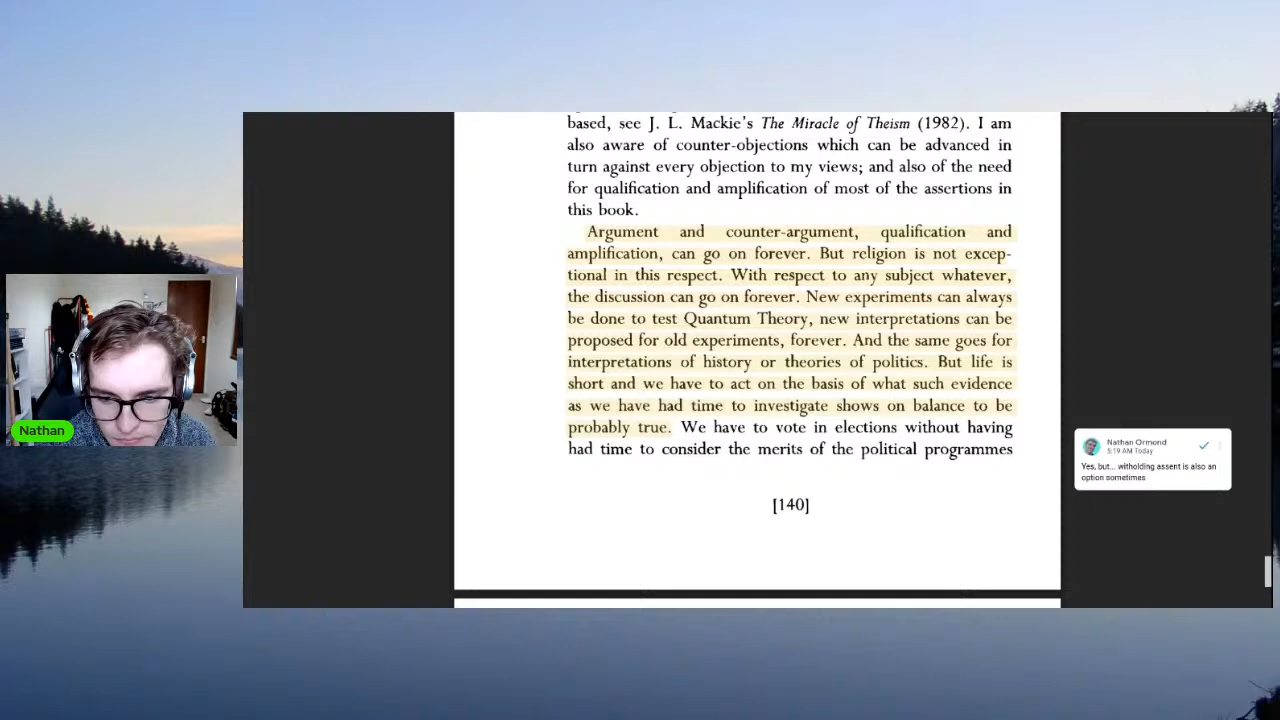 based, see J. L. Mackie's The Miracle of Theism (1982). I am
also aware of counter-objections which can be advanced in
turn against every objection to my views; and also of the need
for qualification and amplification of most of the assertions in
this book.
Argument and counter-argument, qualification and
amplification, can go on forever. But religion is not excep-
tional in this respect. With respect to any subject whatever,
the discussion can go on forever. New experiments can always
be done to test Quantum Theory, new interpretations can be
proposed for old experiments, forever. And the same goes for
interpretations of history or theories of politics. But life is
short and we have to act on the basis of what such evidence
as we have had time to investigate shows on balance to be
probably true. We have to vote in elections without having
had time to consider the merits of the political programmes
[140]
Nathan
Nathan Ormond
5:19 AM Today
Yes, but... witholding assent is also an
option sometimes